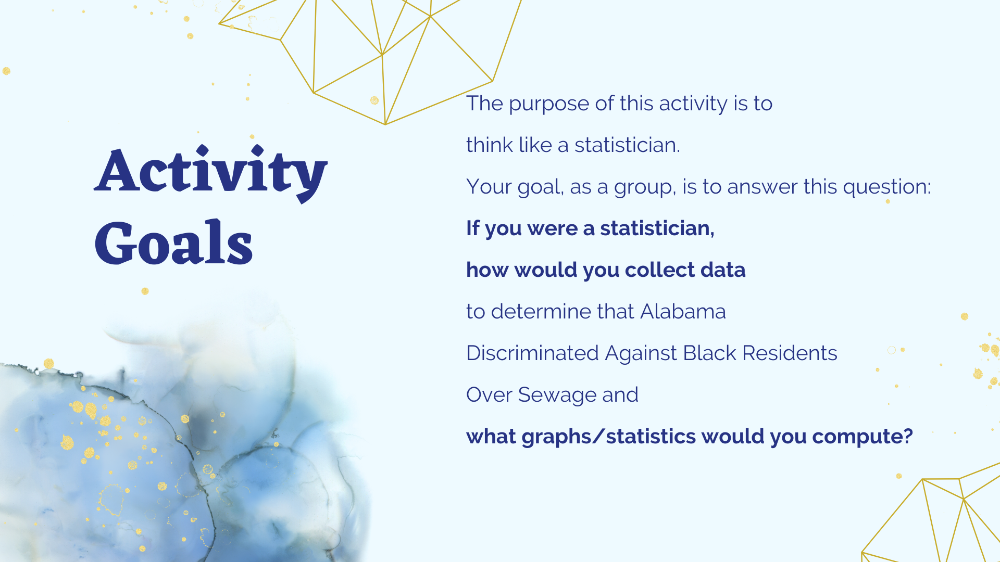 Activity
Goals
The purpose of this activity is to
think like a statistician.
Your goal, as a group, is to answer this question:
If you were a statistician,
how would you collect data
to determine that Alabama
Discriminated Against Black Residents
Over Sewage and
what graphs/statistics would you compute?